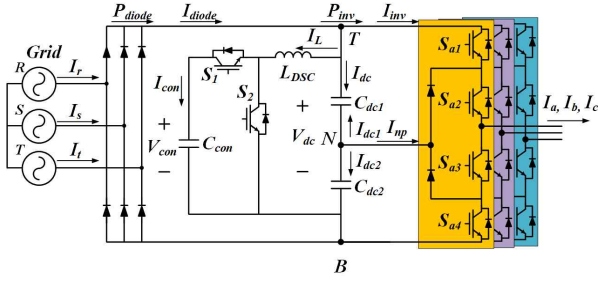 P_diode I_diode P_inv I_inv
Grid
R I_r
S I_s
T I_t
I_con
V_con
C_con
S_1
S_2
I_L
L_DSC
T
I_dc
C_dc1
V_dc
N
I_dc1 I_np
I_dc2
C_dc2
B
S_a1
S_a2
S_a3
S_a4
I_a, I_b, I_c
+
−
+
−